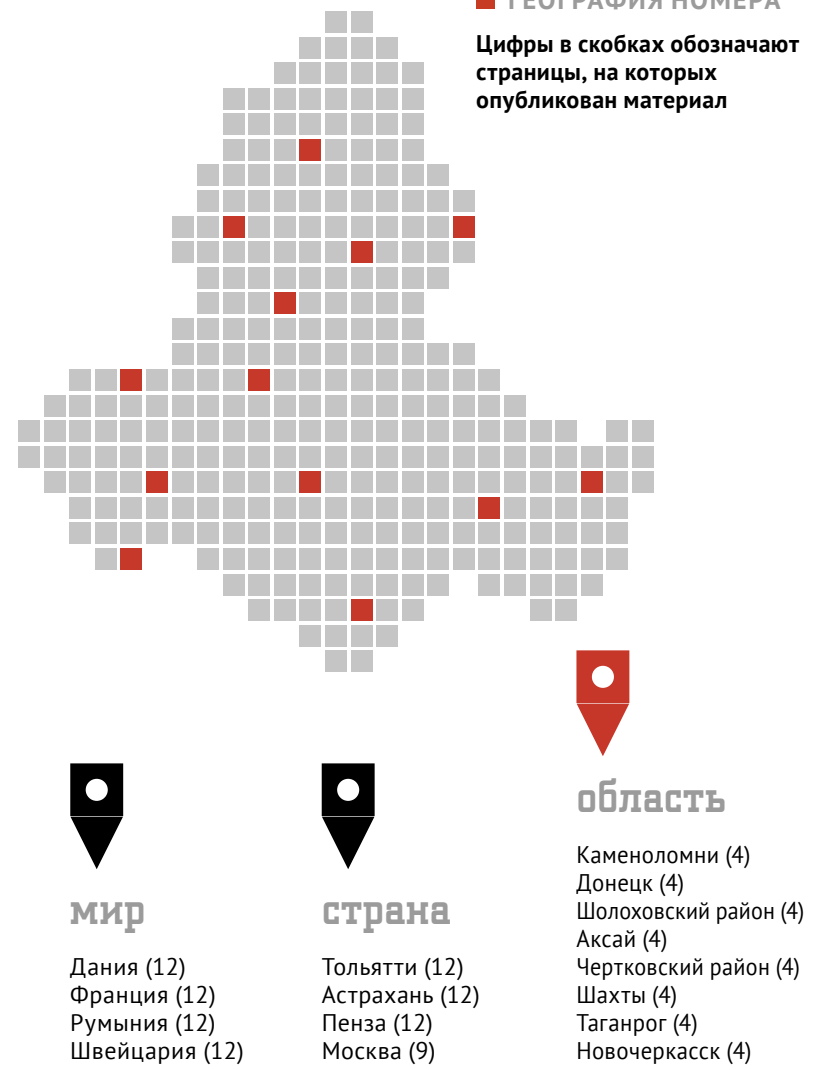 ГЕОГРАФИЯ НОМЕРА
Цифры в скобках обозначают
страницы, на которых
опубликован материал
область
Каменоломни (4)
Донецк (4)
Шолоховский район (4)
Аксай (4)
Чертковский район (4)
Шахты (4)
Таганрог (4)
Новочеркасск (4)
мир
Дания (12)
Франция (12)
Румыния (12)
Швейцария (12)
страна
Тольятти (12)
Астрахань (12)
Пенза (12)
Москва (9)